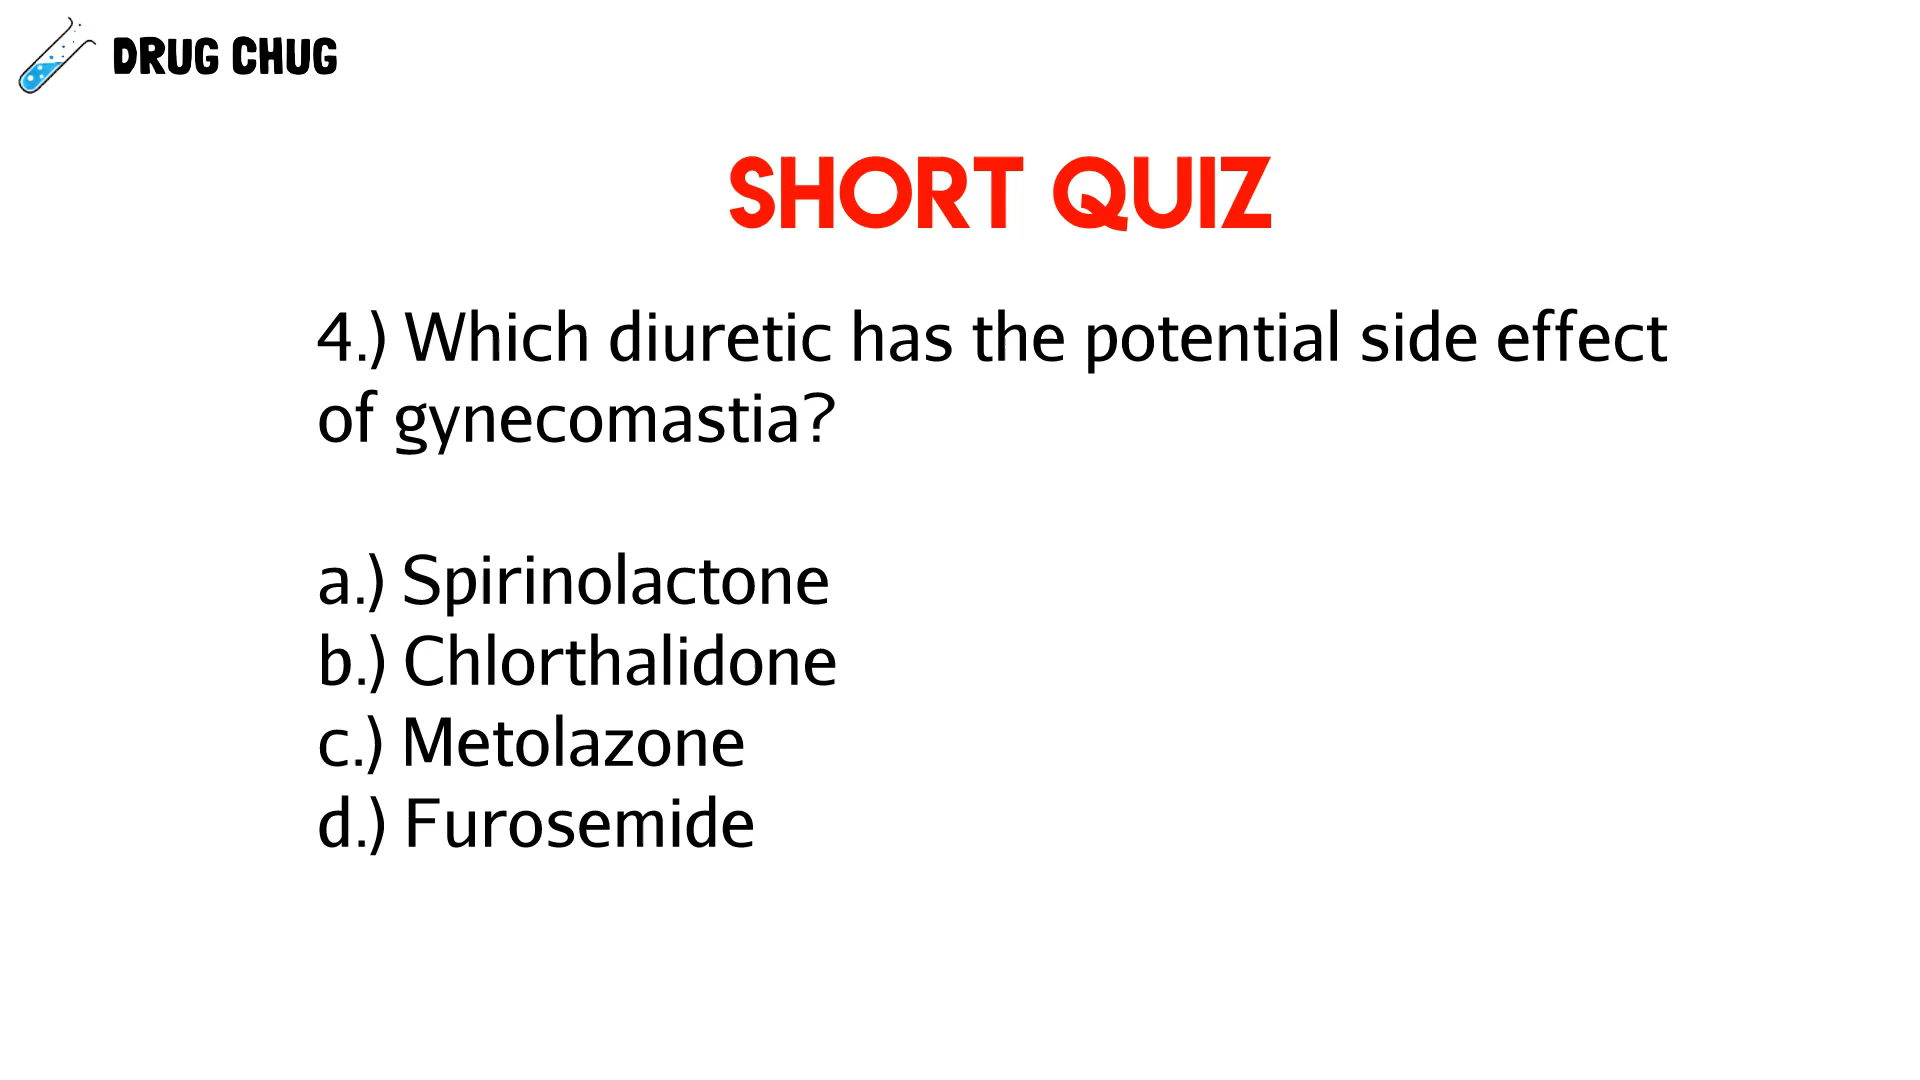 DRUG CHUG
SHORT QUIZ
4.) Which diuretic has the potential side effect
of gynecomastia?
a.) Spirinolactone
b.) Chlorthalidone
c.) Metolazone
d.) Furosemide